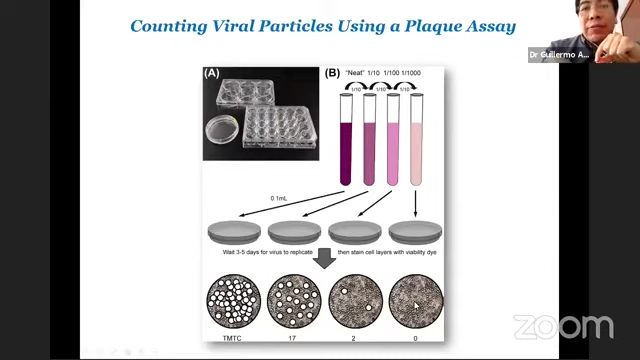 Counting Viral Particles Using a Plaque Assay
Dr Guillermo A...
(A)
(B)
"Neat" 1/10 1/100 1/1000
1/10 1/10 1/10
0.1mL
Wait 3-5 days for virus to replicate then stain cell layers with viability dye
TMTC 17 2 0
zoom